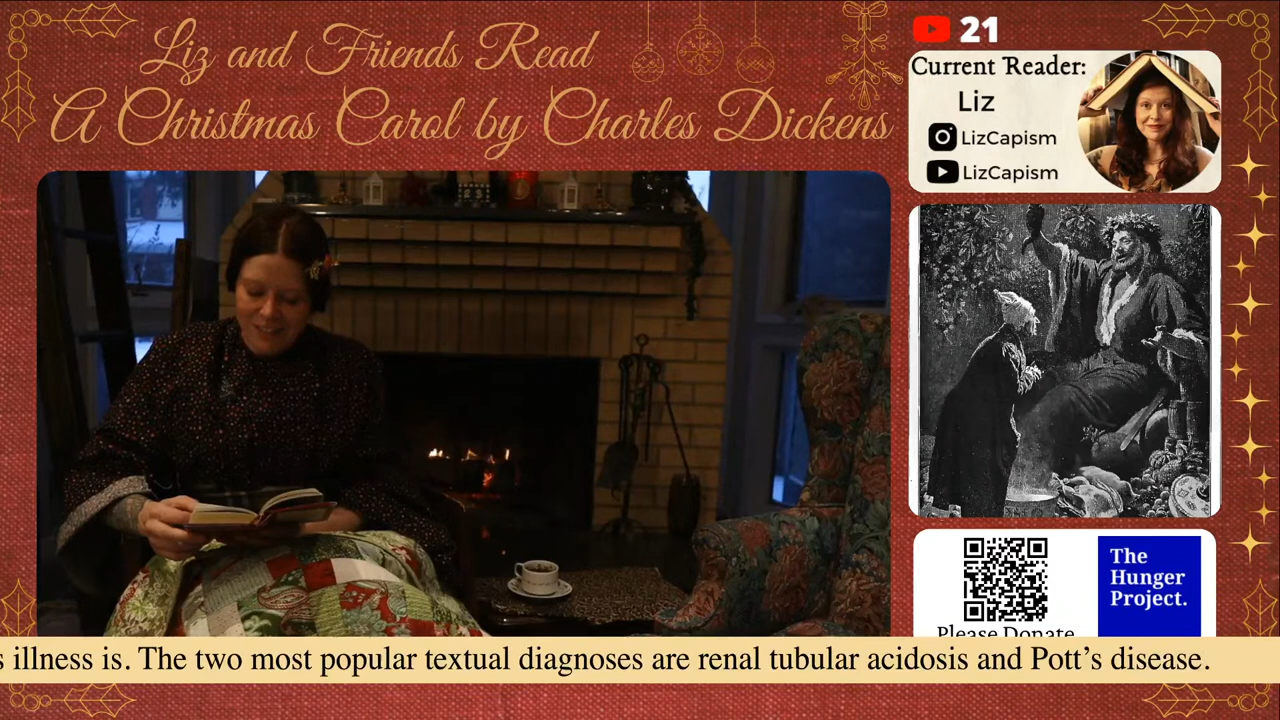 Liz and Friends Read
A Christmas Carol by Charles Dickens
21
Current Reader:
Liz
LizCapism
LizCapism
The
Hunger
Project.
Please Donate
s illness is. The two most popular textual diagnoses are renal tubular acidosis and Pott’s disease.